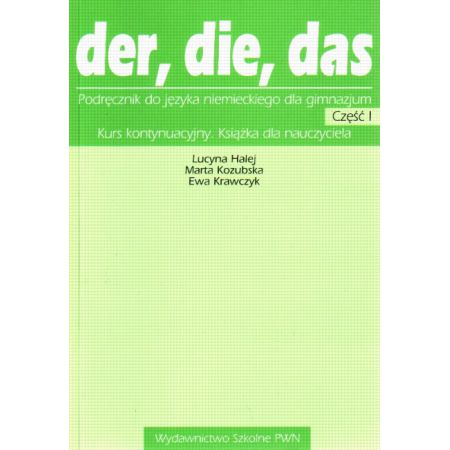 der, die, das
Podręcznik do języka niemieckiego dla gimnazjum
Część I
Kurs kontynuacyjny. Książka dla nauczyciela
Lucyna Halej
Marta Kozubska
Ewa Krawczyk
Wydawnictwo Szkolne PWN